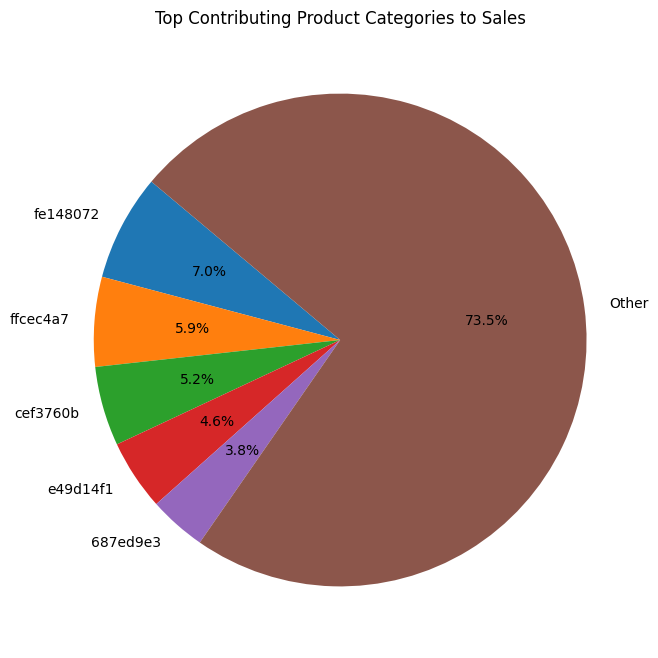 Top Contributing Product Categories to Sales
fe148072
7.0%
ffcec4a7
5.9%
cef3760b
5.2%
e49d14f1
4.6%
687ed9e3
3.8%
Other
73.5%